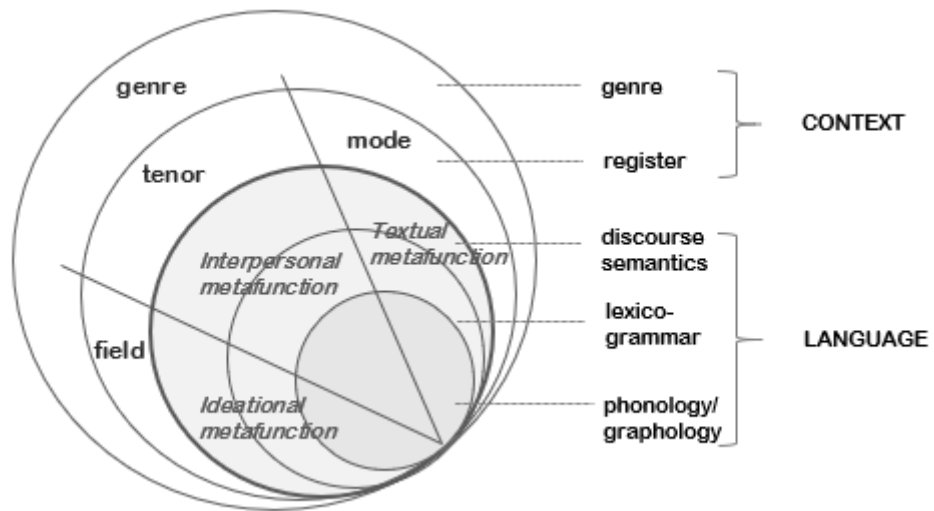 genre
tenor
mode
field
Textual
metafunction
Interpersonal
metafunction
Ideational
metafunction
genre
register
CONTEXT
discourse
semantics
lexico-
grammar
phonology/
graphology
LANGUAGE